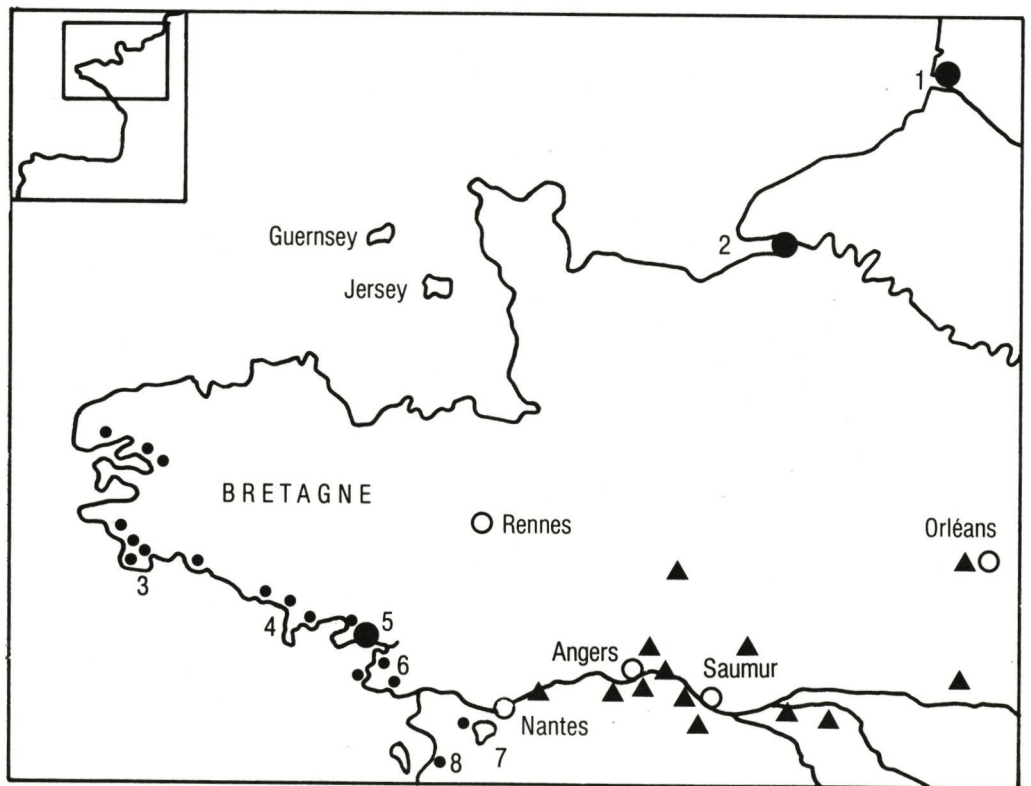 1
2
Guernsey
Jersey
BRETAGNE
Rennes
Orléans
3
4
5
6
Angers
Saumur
Nantes
7
8